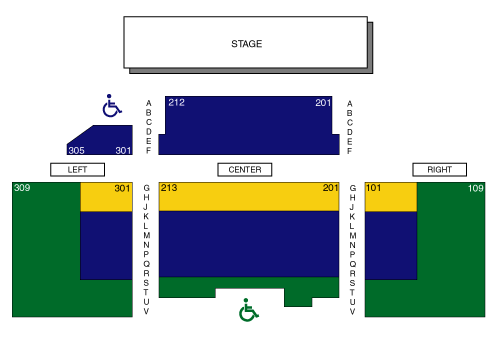 STAGE
212 201
A A
B B
C C
D D
E E
305 301 F F
LEFT CENTER RIGHT
309 301 G 213 201 G 101 109
H H
J J
K K
L L
M M
N N
P P
Q Q
R R
S S
T T
U U
V V